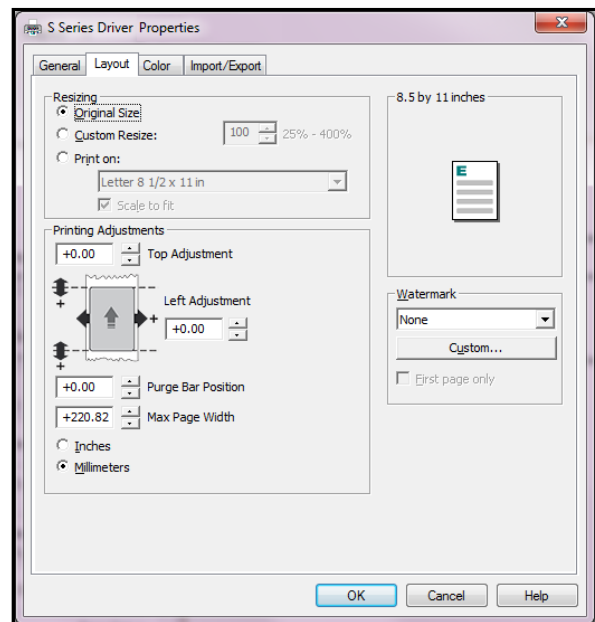 S Series Driver Properties
General Layout Color Import/Export
Resizing
Original Size
Custom Resize: 100 25% - 400%
Print on:
Letter 8 1/2 x 11 in
Scale to fit
Printing Adjustments
+0.00 Top Adjustment
Left Adjustment
+0.00
+0.00 Purge Bar Position
+220.82 Max Page Width
Inches
Millimeters
8.5 by 11 inches
E
Watermark
None
Custom...
First page only
OK Cancel Help